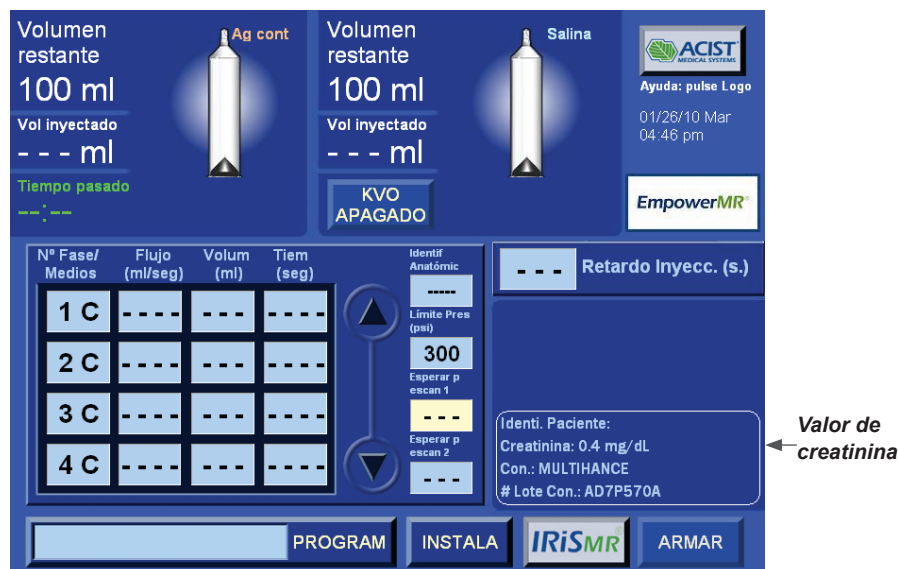 Volumen
restante
100 ml
Vol inyectado
- - - ml
Tiempo pasado
--:--
Ag cont
Volumen
restante
100 ml
Vol inyectado
- - - ml
KVO
APAGADO
Salina
ACIST
MEDICAL SYSTEMS
Ayuda: pulse Logo
01/26/10 Mar
04:46 pm
EmpowerMR®
Nº Fase/ Flujo Volum Tiem
Medios (ml/seg) (ml) (seg)
1 C - - - - - - - - - - -
2 C - - - - - - - - - - -
3 C - - - - - - - - - - -
4 C - - - - - - - - - - -
Identif
Anatómic
-----
Límite Pres
(psi)
300
Esperar p
escan 1
- - -
Esperar p
escan 2
- - -
- - - Retardo Inyecc. (s.)
Identi. Paciente:
Creatinina: 0.4 mg/dL
Con.: MULTIHANCE
# Lote Con.: AD7P570A
Valor de
creatinina
PROGRAM INSTALA IRiSMR ARMAR